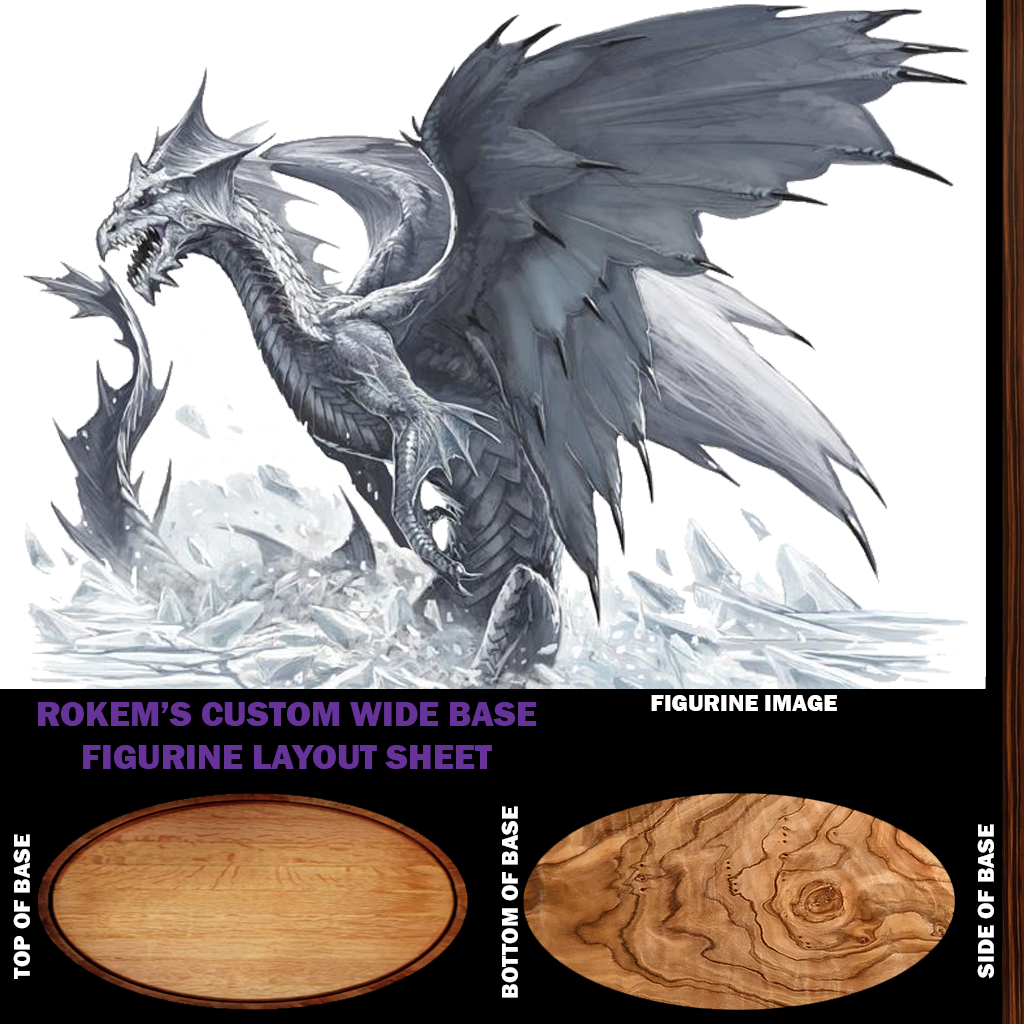 FIGURINE IMAGE
ROKEM’S CUSTOM WIDE BASE
FIGURINE LAYOUT SHEET
TOP OF BASE
BOTTOM OF BASE
SIDE OF BASE